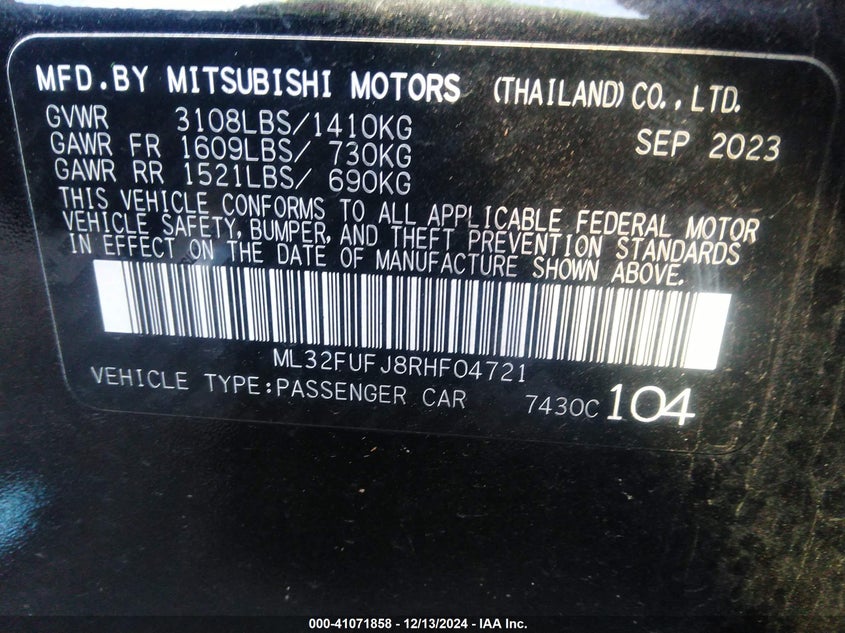 MFD.BY MITSUBISHI MOTORS (THAILAND)CO.,LTD.
GVWR 3108LBS/1410KG SEP 2023
GAWR FR 1609LBS/ 730KG
GAWR RR 1521LBS/ 690KG
THIS VEHICLE CONFORMS TO ALL APPLICABLE FEDERAL MOTOR
VEHICLE SAFETY, BUMPER, AND THEFT PREVENTION STANDARDS
IN EFFECT ON THE DATE OF MANUFACTURE SHOWN ABOVE.
ML32FUFJ8RHF04721
VEHICLE TYPE:PASSENGER CAR 7430C 104
000-41071858 - 12/13/2024 - IAA Inc.